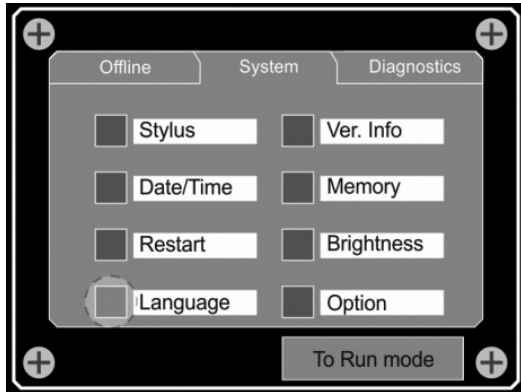 Offline System Diagnostics
Stylus Ver. Info
Date/Time Memory
Restart Brightness
Language Option
To Run mode